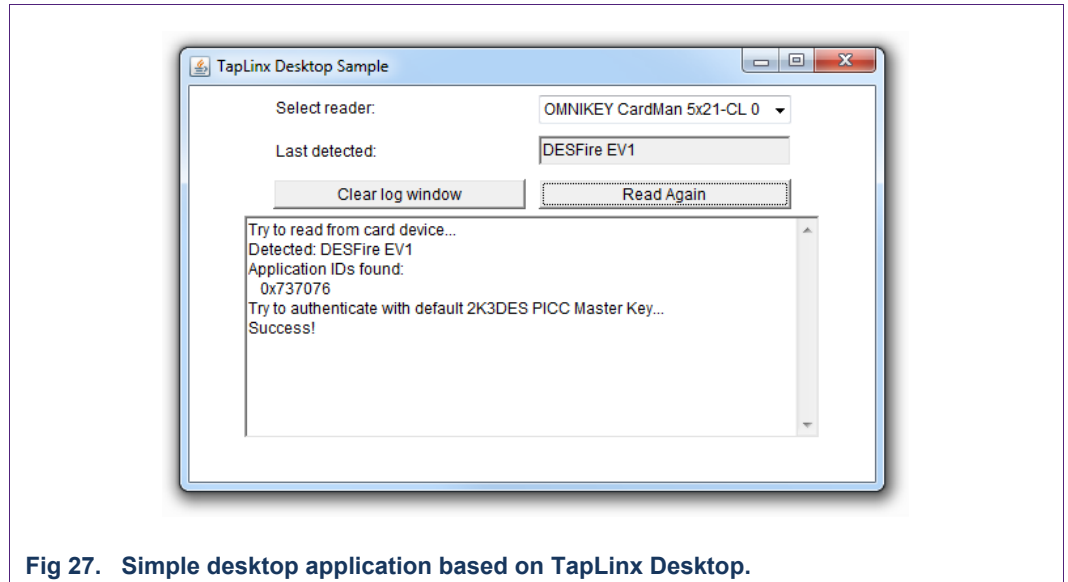 TapLinx Desktop Sample
Select reader: OMNIKEY CardMan 5x21-CL 0
Last detected: DESFire EV1
Clear log window Read Again
Try to read from card device...
Detected: DESFire EV1
Application IDs found:
0x737076
Try to authenticate with default 2K3DES PICC Master Key...
Success!
Fig 27. Simple desktop application based on TapLinx Desktop.